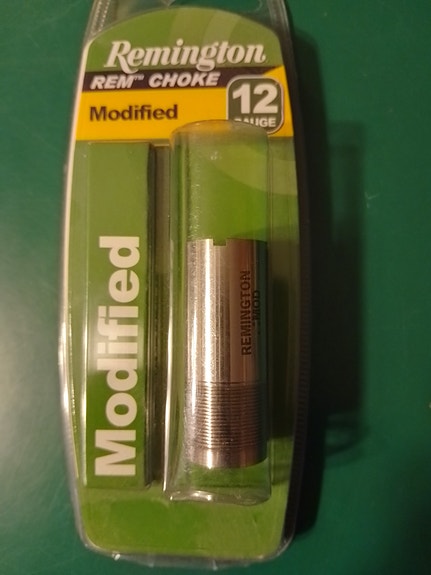 Remington
REM™ CHOKE
Modified
12
GAUGE
Modified
REMINGTON
MOD